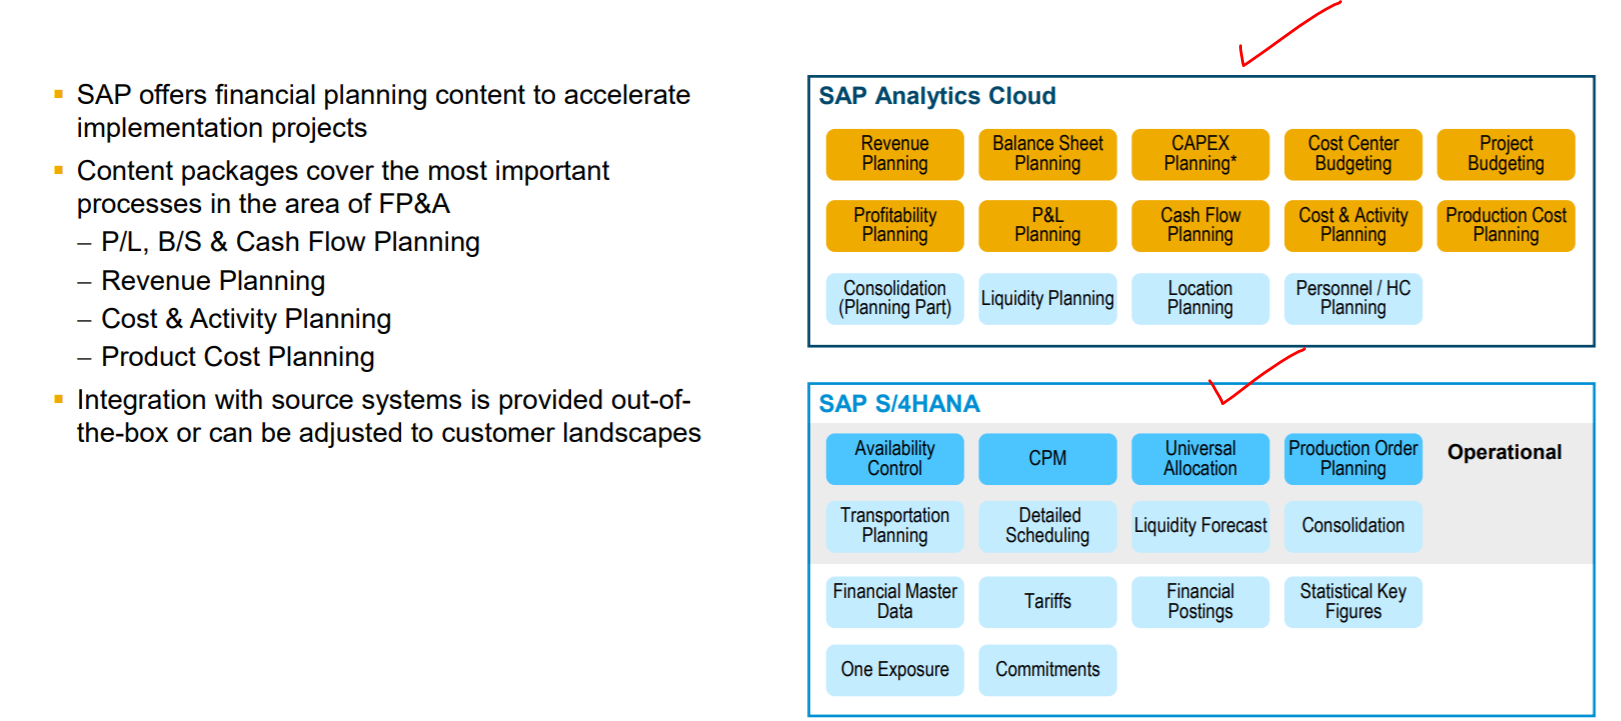 SAP offers financial planning content to accelerate
implementation projects
Content packages cover the most important
processes in the area of FP&A
– P/L, B/S & Cash Flow Planning
– Revenue Planning
– Cost & Activity Planning
– Product Cost Planning
Integration with source systems is provided out-of-
the-box or can be adjusted to customer landscapes
SAP Analytics Cloud
Revenue
Planning
Balance Sheet
Planning
CAPEX
Planning*
Cost Center
Budgeting
Project
Budgeting
Profitability
Planning
P&L
Planning
Cash Flow
Planning
Cost & Activity
Planning
Production Cost
Planning
Consolidation
(Planning Part)
Liquidity Planning
Location
Planning
Personnel / HC
Planning
SAP S/4HANA
Availability
Control
CPM
Universal
Allocation
Production Order
Planning
Operational
Transportation
Planning
Detailed
Scheduling
Liquidity Forecast
Consolidation
Financial Master
Data
Tariffs
Financial
Postings
Statistical Key
Figures
One Exposure
Commitments